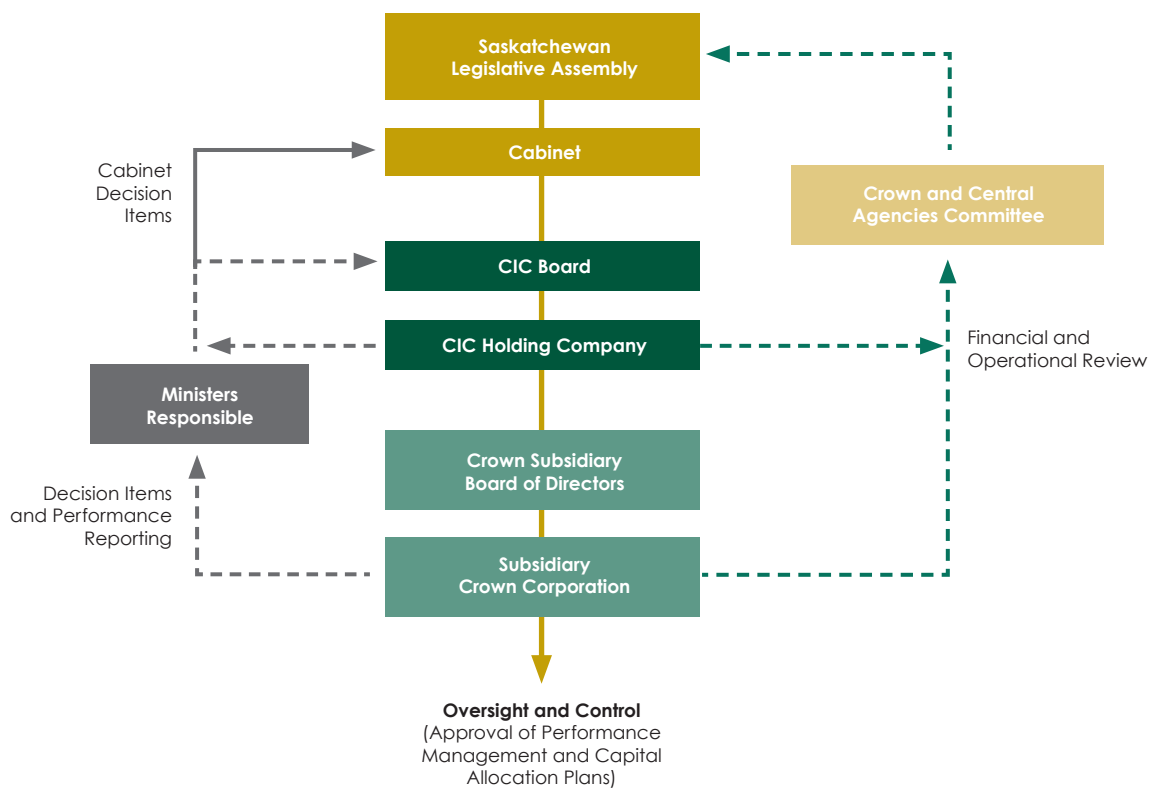 Saskatchewan
Legislative Assembly
Cabinet
Cabinet
Decision
Items
Crown and Central
Agencies Committee
CIC Board
CIC Holding Company
Financial and
Operational Review
Ministers
Responsible
Crown Subsidiary
Board of Directors
Decision Items
and Performance
Reporting
Subsidiary
Crown Corporation
Oversight and Control
(Approval of Performance
Management and Capital
Allocation Plans)